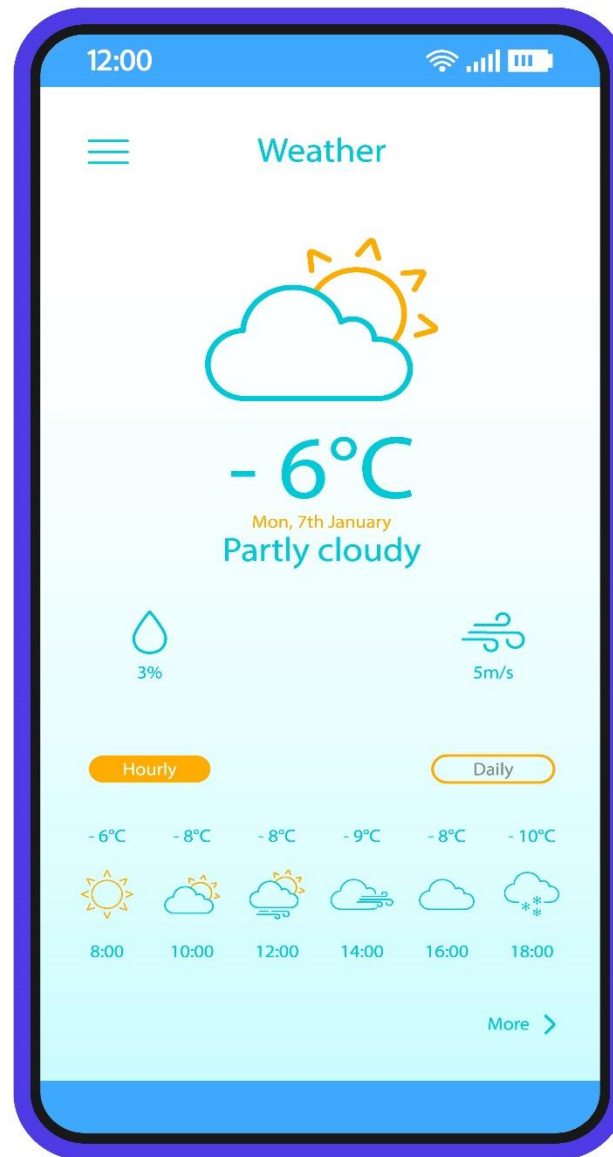 12:00
Weather
- 6°C
Mon, 7th January
Partly cloudy
3% 5m/s
Hourly Daily
- 6°C - 8°C - 8°C - 9°C - 8°C - 10°C
8:00 10:00 12:00 14:00 16:00 18:00
More